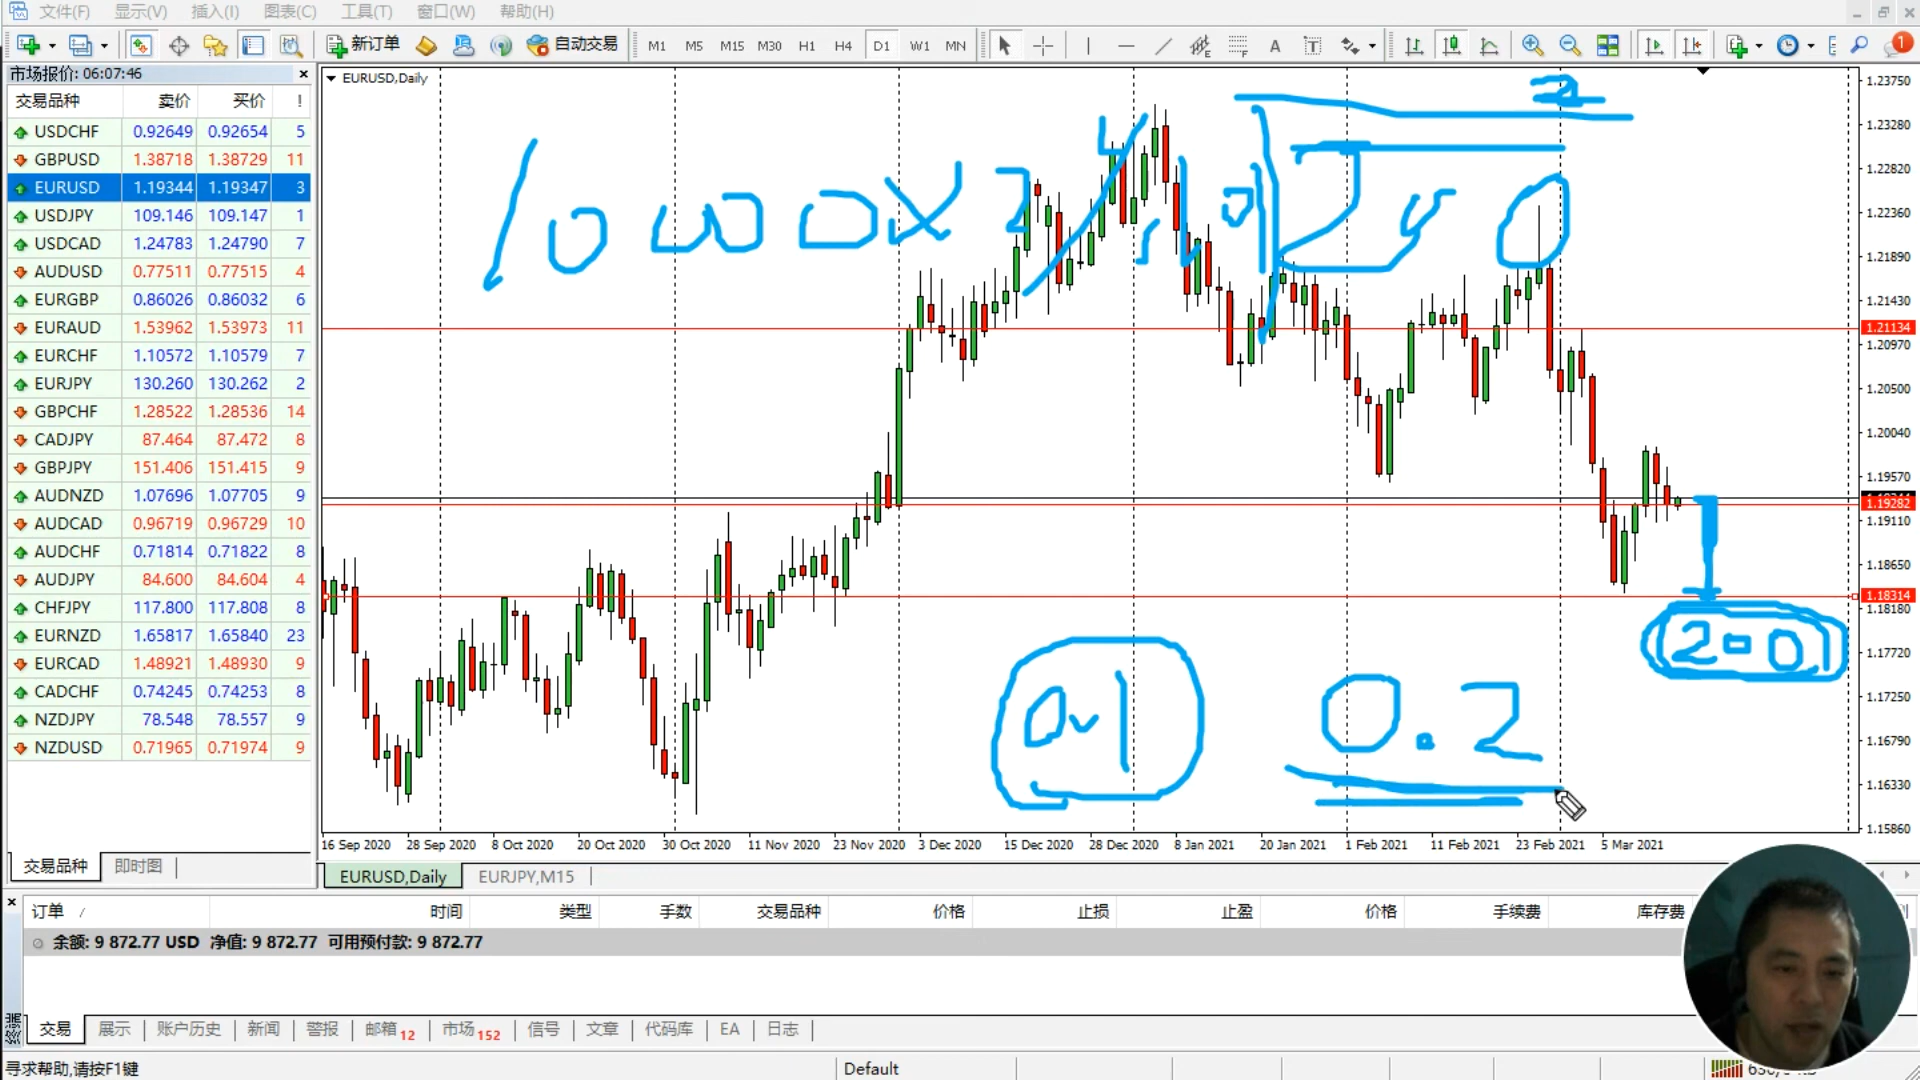 文件(F) 显示(V) 插入(I) 图表(C) 工具(T) 窗口(W) 帮助(H)
新订单 自动交易 M1 M5 M15 M30 H1 H4 D1 W1 MN A T 1
市场报价: 06:07:46
交易品种 卖价 买价 !
USDCHF 0.92649 0.92654 5
GBPUSD 1.38718 1.38729 11
EURUSD 1.19344 1.19347 3
USDJPY 109.146 109.147 1
USDCAD 1.24783 1.24790 7
AUDUSD 0.77511 0.77515 4
EURGBP 0.86026 0.86032 6
EURAUD 1.53962 1.53973 11
EURCHF 1.10572 1.10579 7
EURJPY 130.260 130.262 2
GBPCHF 1.28522 1.28536 14
CADJPY 87.464 87.472 8
GBPJPY 151.406 151.415 9
AUDNZD 1.07696 1.07705 9
AUDCAD 0.96719 0.96729 10
AUDCHF 0.71814 0.71822 8
AUDJPY 84.600 84.604 4
CHFJPY 117.800 117.808 8
EURNZD 1.65817 1.65840 23
EURCAD 1.48921 1.48930 9
CADCHF 0.74245 0.74253 8
NZDJPY 78.548 78.557 9
NZDUSD 0.71965 0.71974 9
交易品种 即时图
EURUSD,Daily
1.23750
1.23280
1.22820
1.22360
1.21890
1.21430
1.21134
1.20970
1.20500
1.20040
1.19570
1.19282
1.19110
1.18650
1.18314
1.18180
1.17720
1.17250
1.16790
1.16330
1.15860
10000X2
200
0.1
0.2
16 Sep 2020 28 Sep 2020 8 Oct 2020 20 Oct 2020 30 Oct 2020 11 Nov 2020 23 Nov 2020 3 Dec 2020 15 Dec 2020 28 Dec 2020 8 Jan 2021 20 Jan 2021 1 Feb 2021 11 Feb 2021 23 Feb 2021 5 Mar 2021
EURUSD,Daily EURJPY,M15
订单 / 时间 类型 手数 交易品种 价格 止损 止盈 价格 手续费 库存费
余额: 9 872.77 USD 净值: 9 872.77 可用预付款: 9 872.77
交易 展示 账户历史 新闻 警报 邮箱 12 市场 152 信号 文章 代码库 EA 日志
寻求帮助,请按F1键 Default